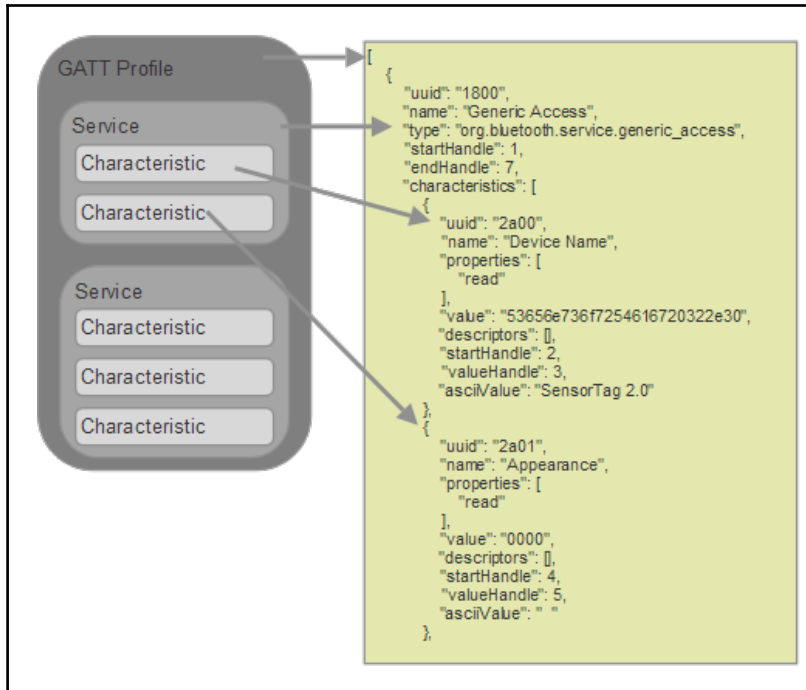 GATT Profile
Service
Characteristic
Characteristic
Service
Characteristic
Characteristic
Characteristic
[
{
"uuid": "1800",
"name": "Generic Access",
"type": "org.bluetooth.service.generic_access",
"startHandle": 1,
"endHandle": 7,
"characteristics": [
{
"uuid": "2a00",
"name": "Device Name",
"properties": [
"read"
],
"value": "53656e736f7254616720322e30",
"descriptors": [],
"startHandle": 2,
"valueHandle": 3,
"asciiValue": "SensorTag 2.0"
},
{
"uuid": "2a01",
"name": "Appearance",
"properties": [
"read"
],
"value": "0000",
"descriptors": [],
"startHandle": 4,
"valueHandle": 5,
"asciiValue": "  "
},